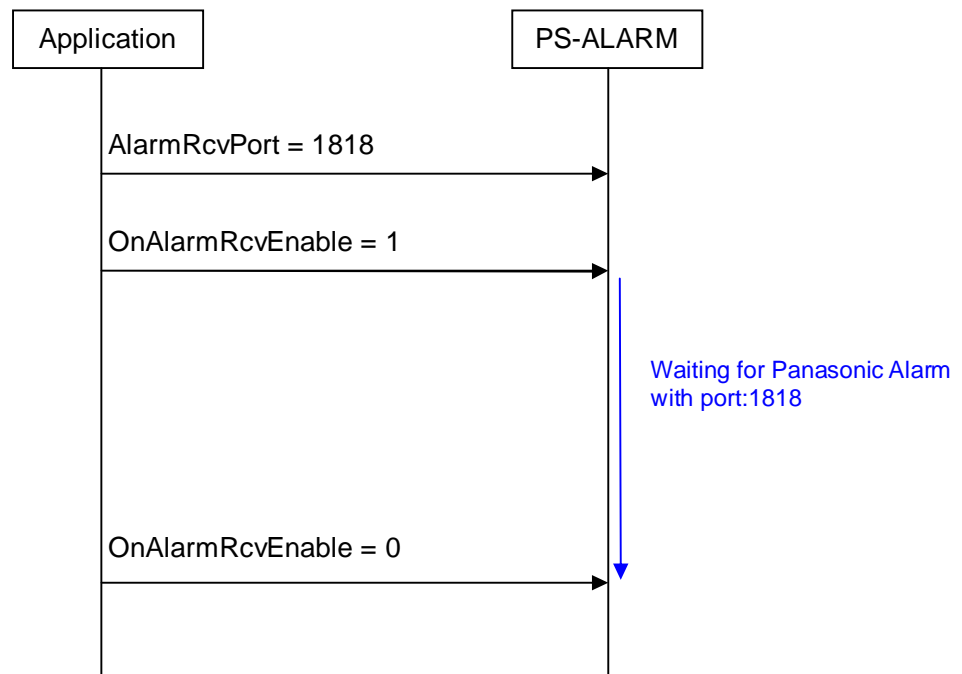 Application
PS-ALARM
AlarmRcvPort = 1818
OnAlarmRcvEnable = 1
Waiting for Panasonic Alarm
with port:1818
OnAlarmRcvEnable = 0